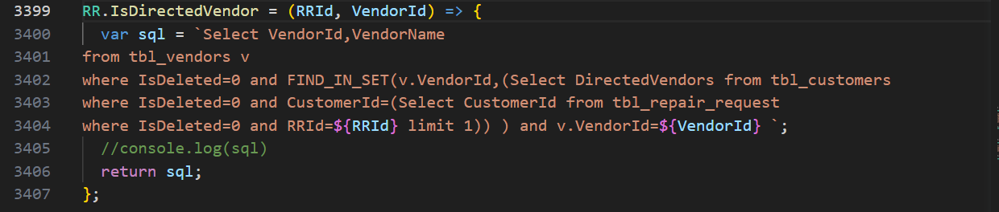 3399 RR.IsDirectedVendor = (RRId, VendorId) => {
3400   var sql = `Select VendorId,VendorName
3401 from tbl_vendors v
3402 where IsDeleted=0 and FIND_IN_SET(v.VendorId,(Select DirectedVendors from tbl_customers
3403 where IsDeleted=0 and CustomerId=(Select CustomerId from tbl_repair_request
3404 where IsDeleted=0 and RRId=${RRId} limit 1)) ) and v.VendorId=${VendorId} `;
3405   //console.log(sql)
3406   return sql;
3407 };